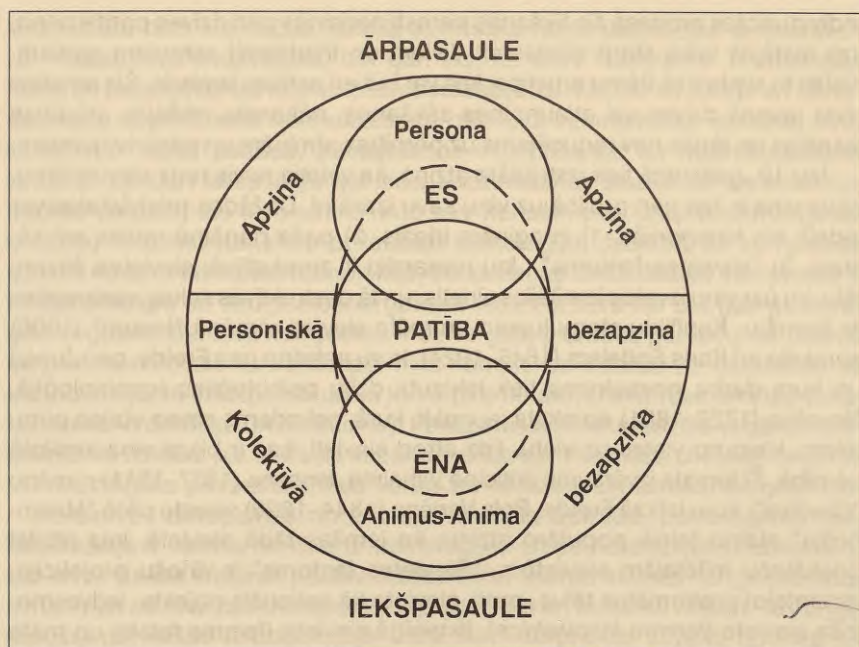 ĀRPASAULE
Persona
Apziņa
ES
Apziņa
Personiskā PATĪBA bezapziņa
Kolektīvā
ĒNA
bezapziņa
Animus-Anima
IEKŠPASAULE